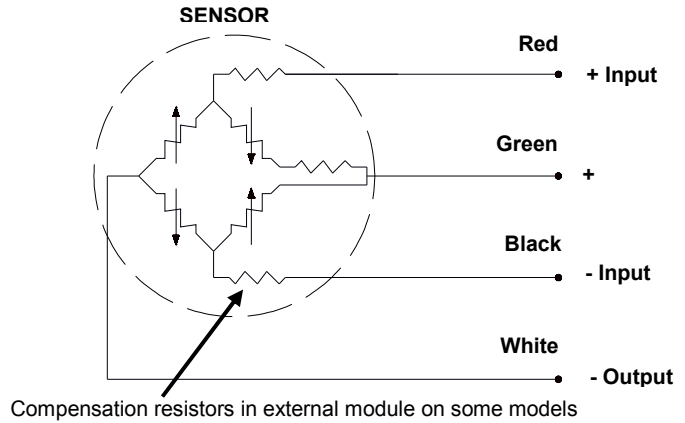 SENSOR
Red
+ Input
Green
+
Black
- Input
White
- Output
Compensation resistors in external module on some models